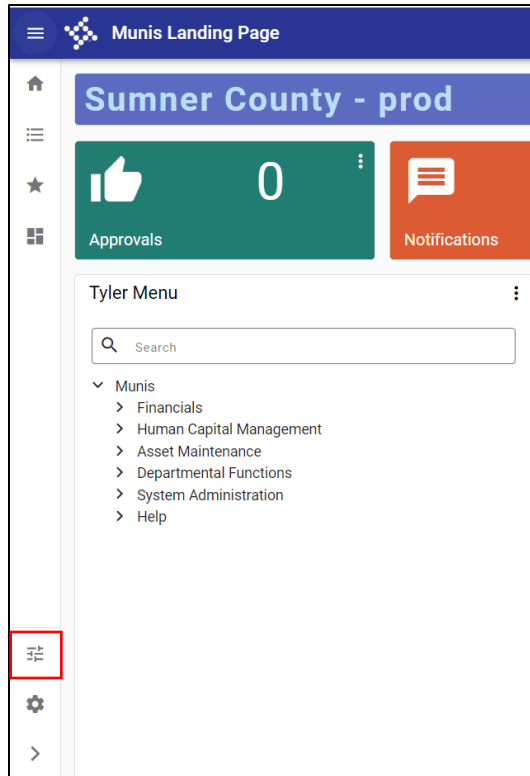 Munis Landing Page
Sumner County - prod
0
Approvals
Notifications
Tyler Menu
Search
Munis
Financials
Human Capital Management
Asset Maintenance
Departmental Functions
System Administration
Help